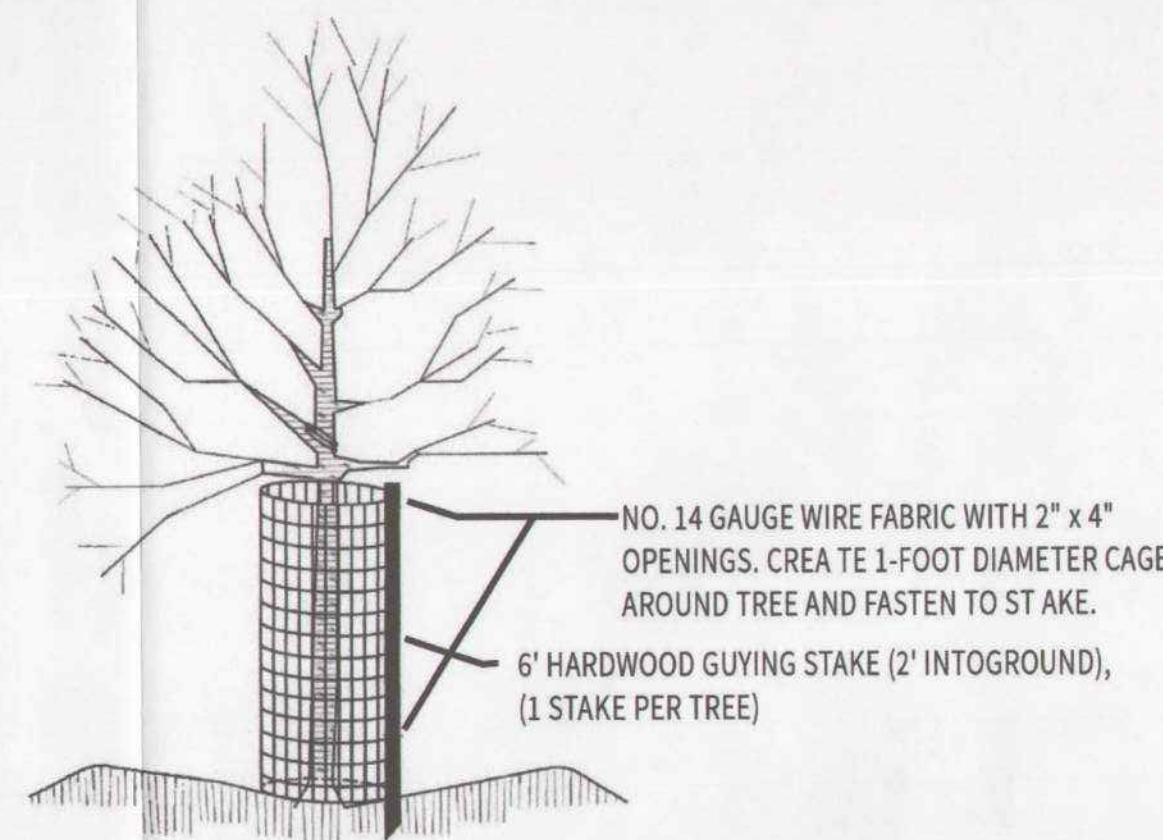 NO. 14 GAUGE WIRE FABRIC WITH 2" x 4"
OPENINGS. CREA TE 1-FOOT DIAMETER CAGE
AROUND TREE AND FASTEN TO ST AKE.
6' HARDWOOD GUYING STAKE (2' INTOGROUND),
(1 STAKE PER TREE)